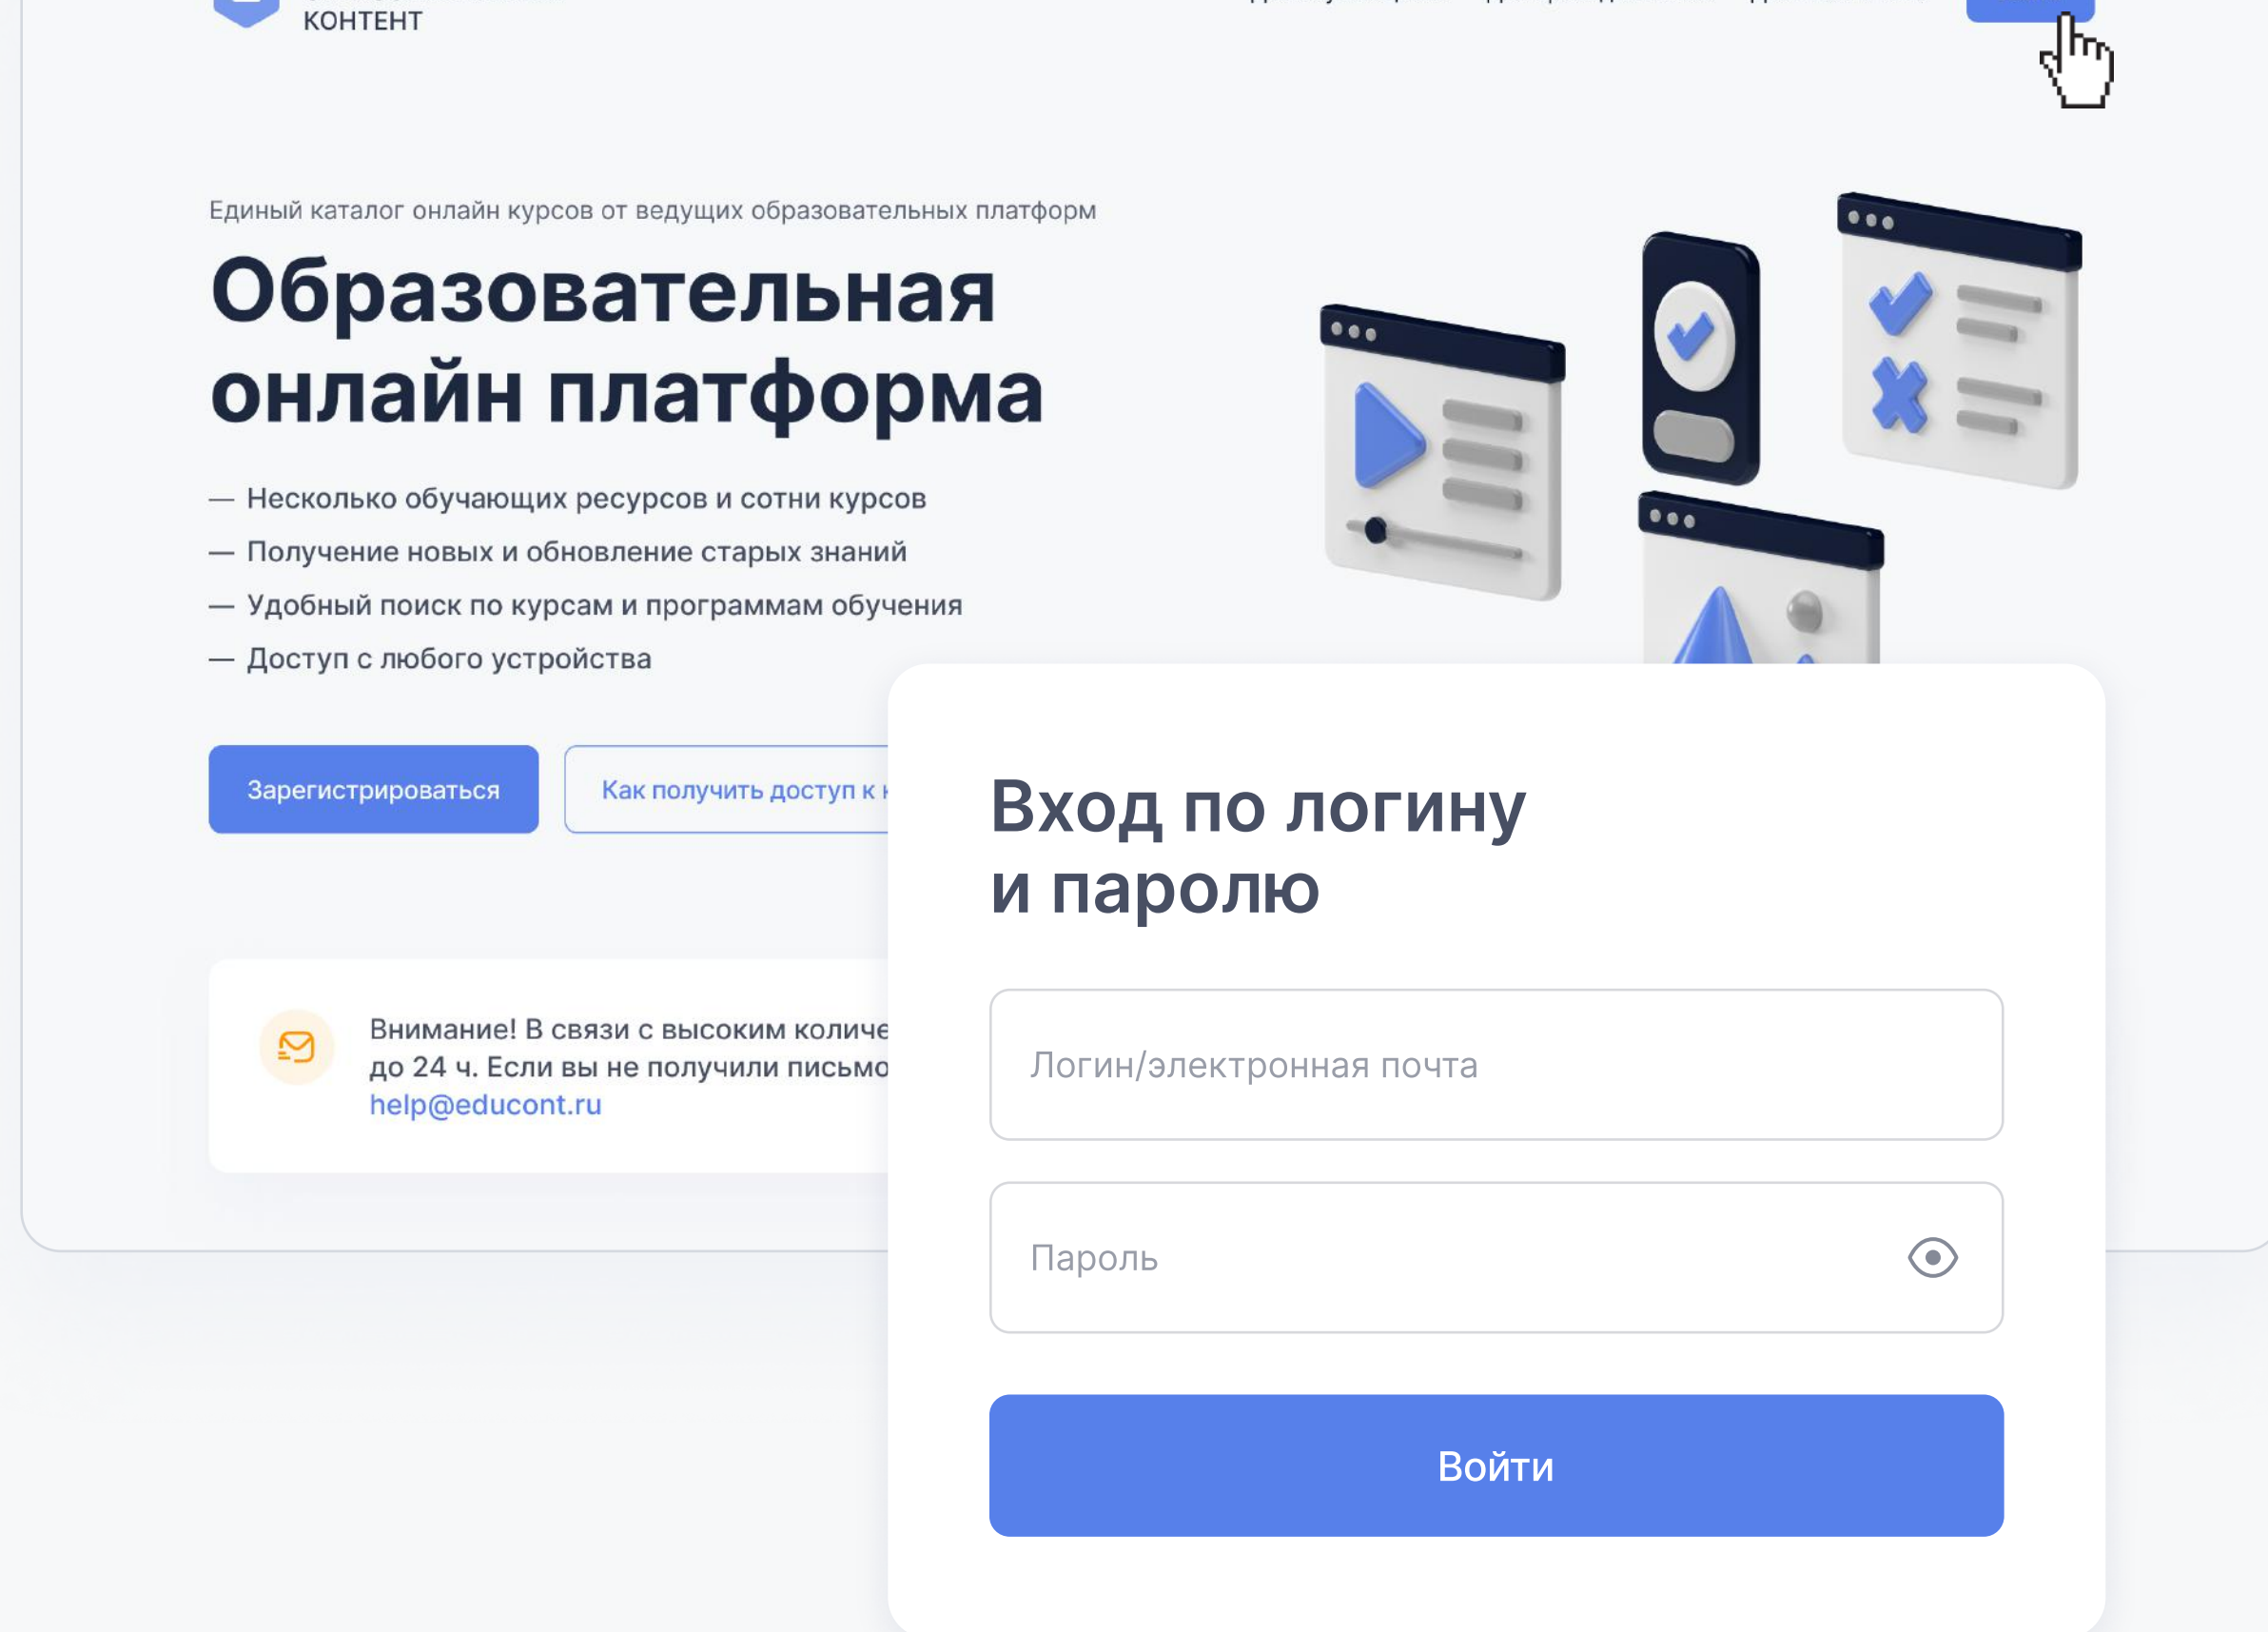 КОНТЕНТ
Единый каталог онлайн курсов от ведущих образовательных платформ
Образовательная
онлайн платформа
— Несколько обучающих ресурсов и сотни курсов
— Получение новых и обновление старых знаний
— Удобный поиск по курсам и программам обучения
— Доступ с любого устройства
Зарегистрироваться
Как получить доступ к
Внимание! В связи с высоким
до 24 ч. Если вы не получили письмо
help@educont.ru
Вход по логину
и паролю
Логин/электронная почта
Пароль
Войти